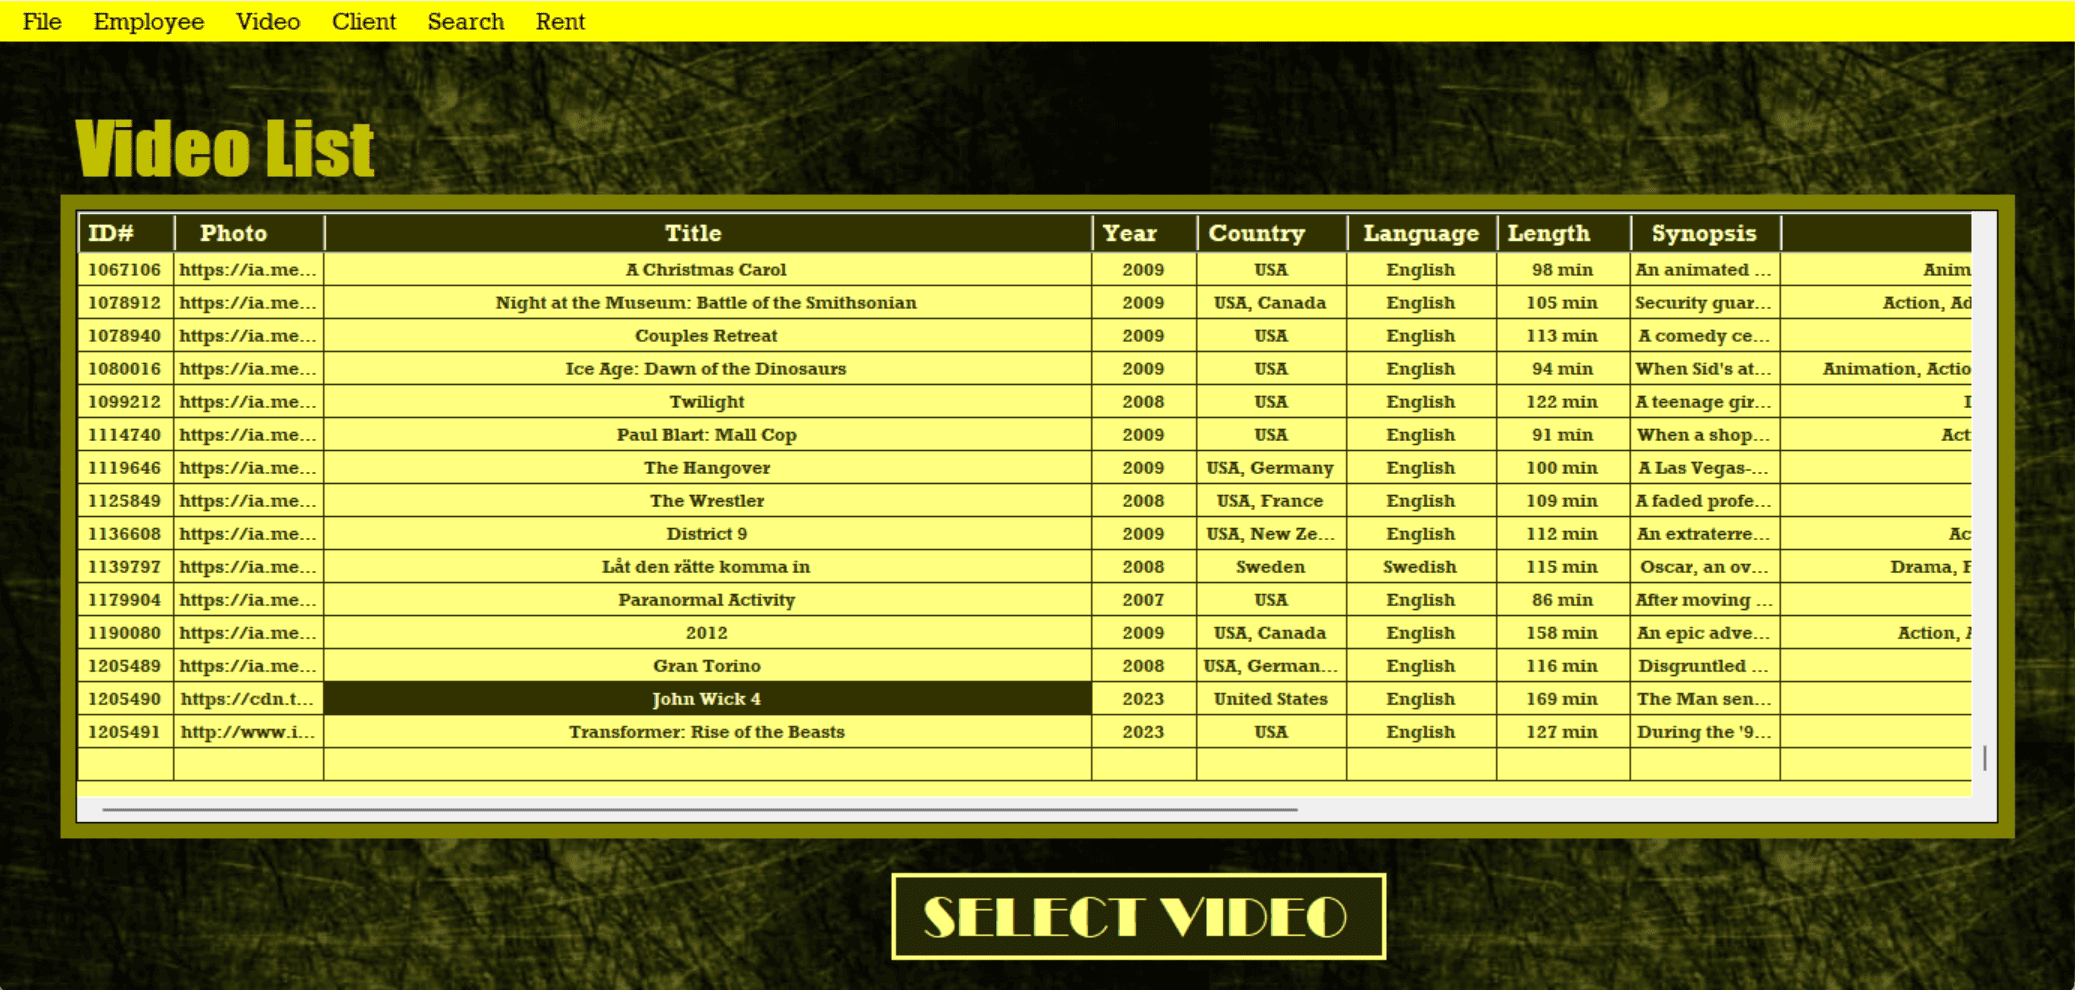 File Employee Video Client Search Rent
Video List
ID# Photo Title Year Country Language Length Synopsis
1067106 https://ia.me... A Christmas Carol 2009 USA English 98 min An animated ... Anim
1078912 https://ia.me... Night at the Museum: Battle of the Smithsonian 2009 USA, Canada English 105 min Security guar... Action, Ad
1078940 https://ia.me... Couples Retreat 2009 USA English 113 min A comedy ce...
1080016 https://ia.me... Ice Age: Dawn of the Dinosaurs 2009 USA English 94 min When Sid's at... Animation, Actio
1099212 https://ia.me... Twilight 2008 USA English 122 min A teenage gir...
1114740 https://ia.me... Paul Blart: Mall Cop 2009 USA English 91 min When a shop... Act
1119646 https://ia.me... The Hangover 2009 USA, Germany English 100 min A Las Vegas-...
1125849 https://ia.me... The Wrestler 2008 USA, France English 109 min A faded profe...
1136608 https://ia.me... District 9 2009 USA, New Ze... English 112 min An extraterre... Ac
1139797 https://ia.me... Låt den rätte komma in 2008 Sweden Swedish 115 min Oscar, an ov... Drama, F
1179904 https://ia.me... Paranormal Activity 2007 USA English 86 min After moving ...
1190080 https://ia.me... 2012 2009 USA, Canada English 158 min An epic adve... Action, A
1205489 https://ia.me... Gran Torino 2008 USA, German... English 116 min Disgruntled ...
1205490 https://cdn.t... John Wick 4 2023 United States English 169 min The Man sen...
1205491 http://www.i... Transformer: Rise of the Beasts 2023 USA English 127 min During the '9...
SELECT VIDEO